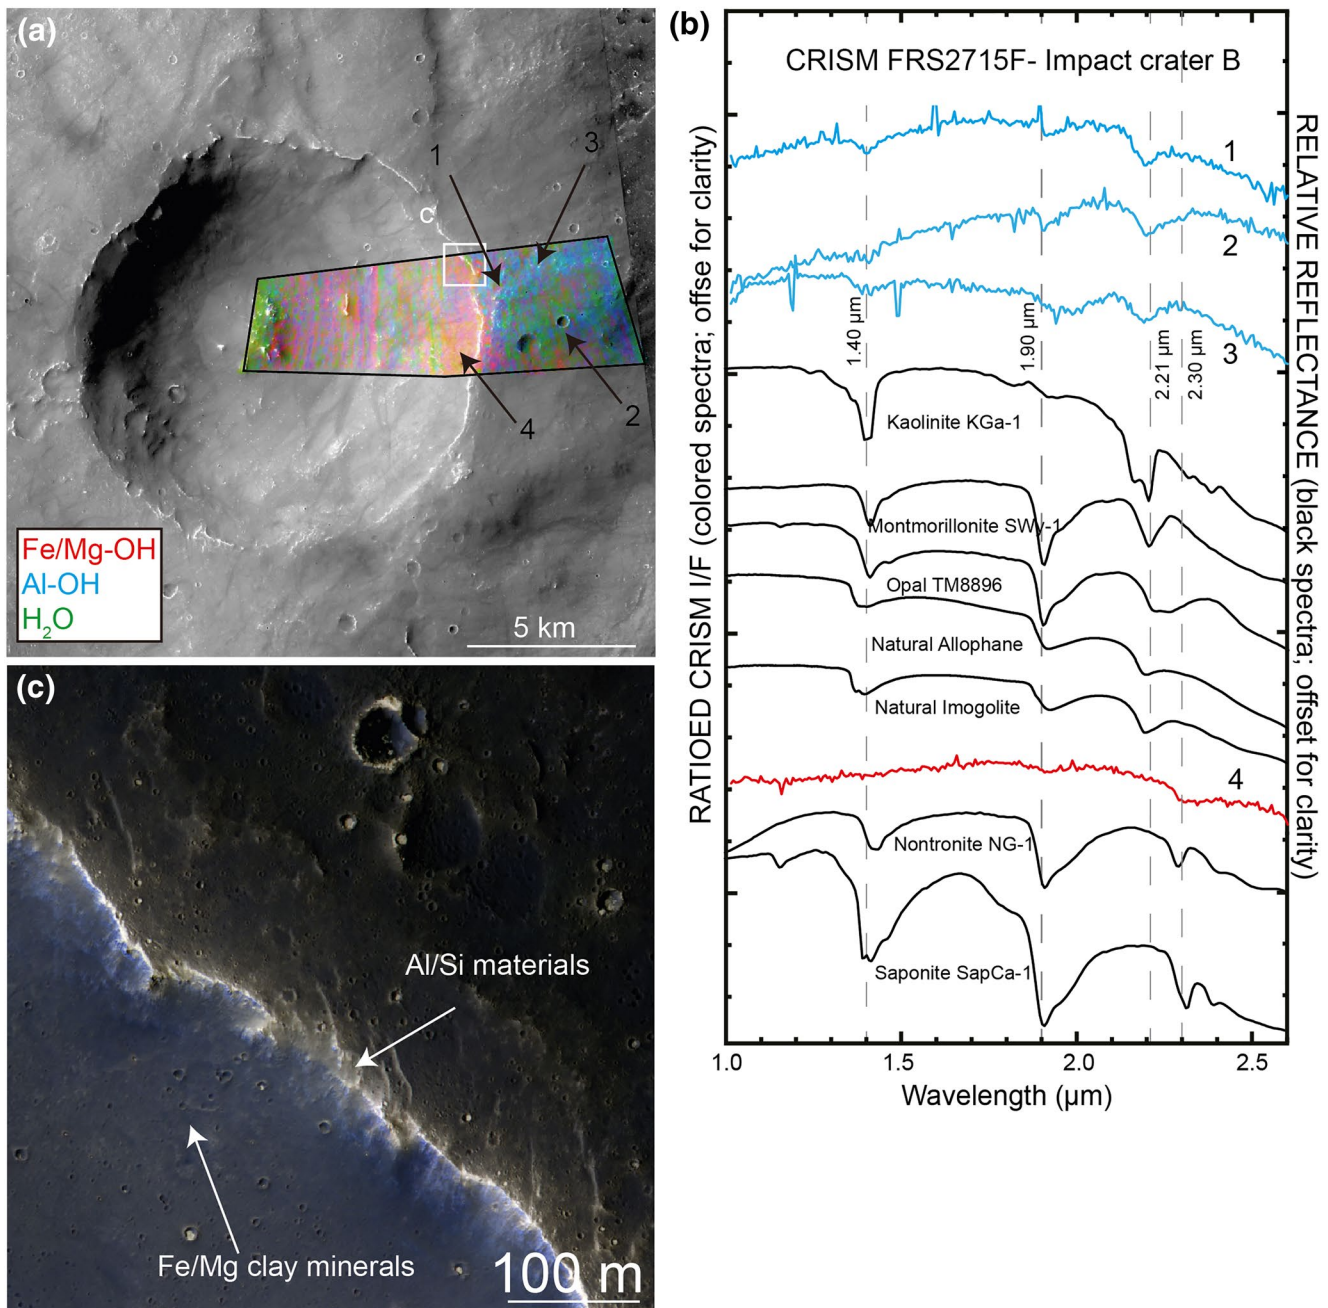 (a)
1
3
c
4
2
Fe/Mg-OH
Al-OH
H₂O
5 km
(b)
CRISM FRS2715F- Impact crater B
RATIOED CRISM I/F (colored spectra; offset for clarity)
RELATIVE REFLECTANCE (black spectra; offset for clarity)
1
2
3
1.40 µm
1.90 µm
2.21 µm
2.30 µm
Kaolinite KGa-1
Montmorillonite SWy-1
Opal TM8896
Natural Allophane
Natural Imogolite
4
Nontronite NG-1
Saponite SapCa-1
1.0
1.5
2.0
2.5
Wavelength (µm)
(c)
Al/Si materials
Fe/Mg clay minerals
100 m